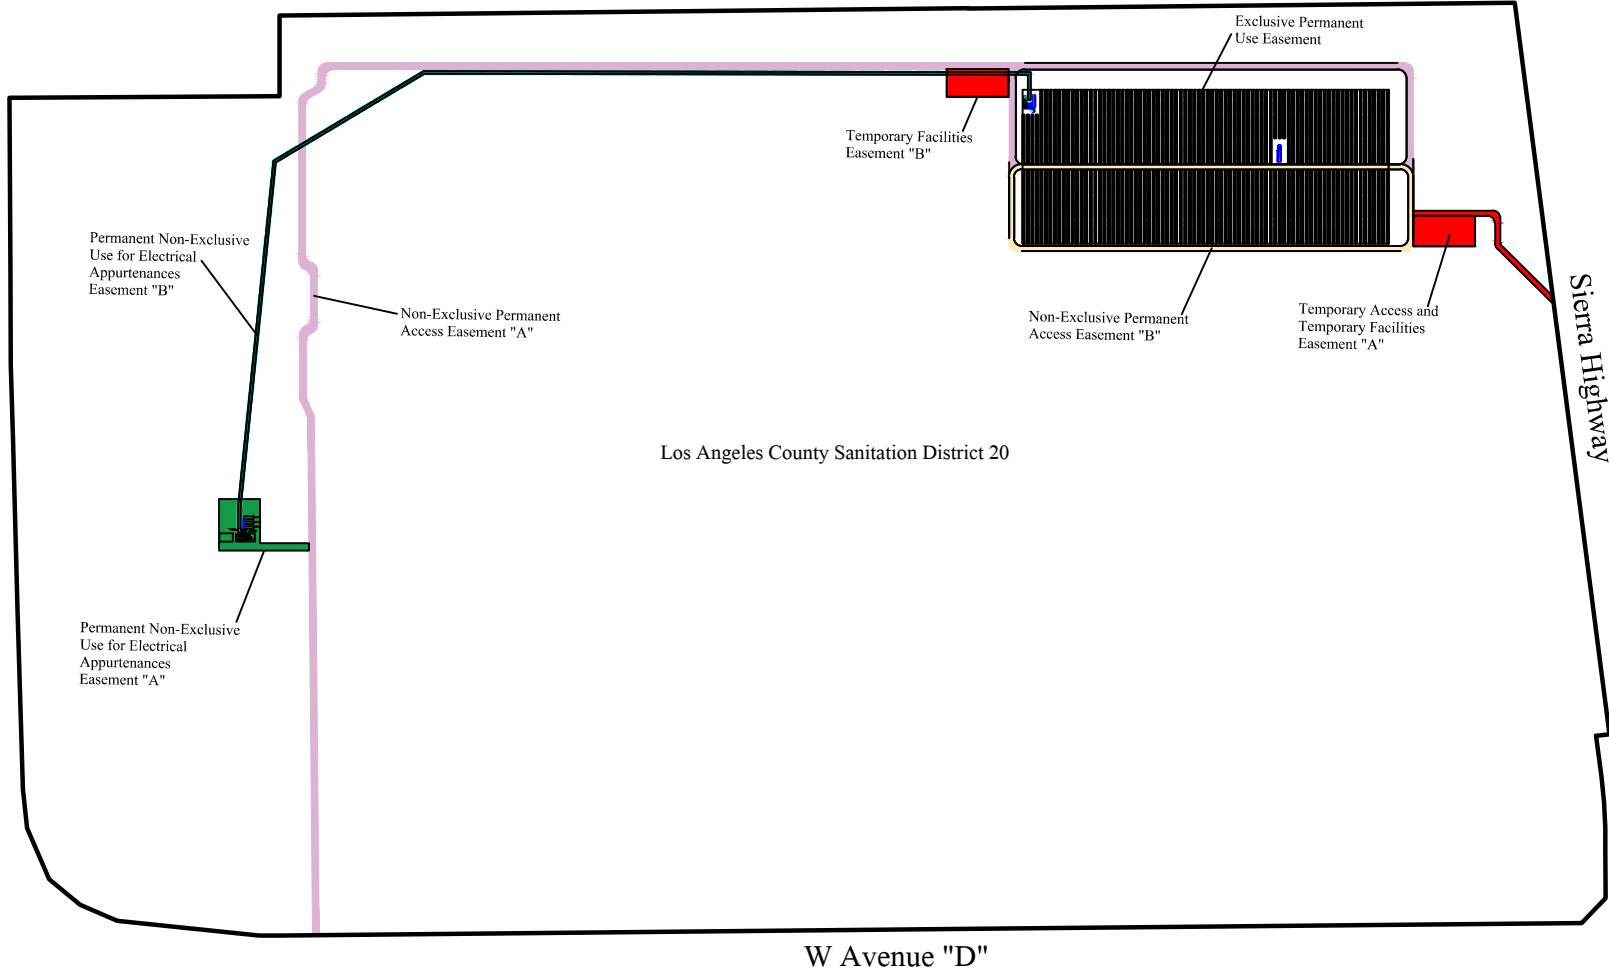 Exclusive Permanent
Use Easement
Temporary Facilities
Easement "B"
Permanent Non-Exclusive
Use for Electrical
Appurtenances
Easement "B"
Non-Exclusive Permanent
Access Easement "A"
Non-Exclusive Permanent
Access Easement "B"
Temporary Access and
Temporary Facilities
Easement "A"
Sierra Highway
Los Angeles County Sanitation District 20
Permanent Non-Exclusive
Use for Electrical
Appurtenances
Easement "A"
W Avenue "D"